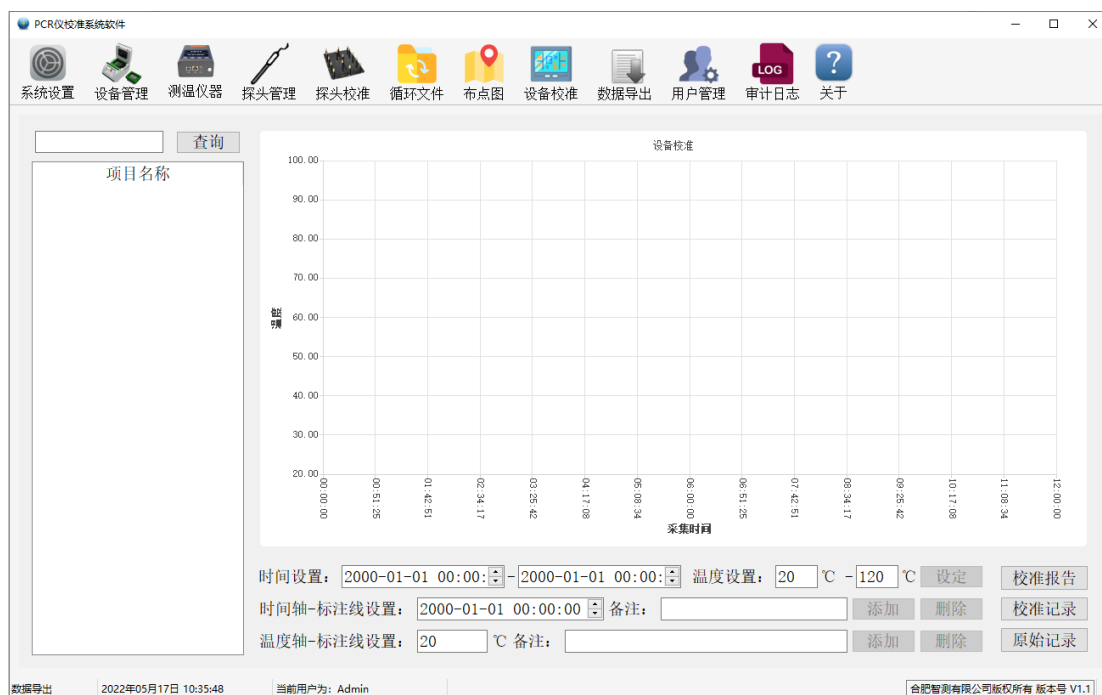 PCR仪校准系统软件
系统设置 设备管理 测温仪器 探头管理 探头校准 循环文件 布点图 设备校准 数据导出 用户管理 LOG 审计日志 ? 关于
查询
项目名称
设备校准
100.00
90.00
80.00
70.00
60.00
50.00
40.00
30.00
20.00
温度
00:00:00 00:51:25 01:42:51 02:34:17 03:25:42 04:17:08 05:08:34 06:00:00 06:51:25 07:42:51 08:34:17 09:25:42 10:17:08 11:08:34 12:00:00
采集时间
时间设置: 2000-01-01 00:00: - 2000-01-01 00:00: 温度设置: 20 ℃ - 120 ℃ 设定 校准报告
时间轴-标注线设置: 2000-01-01 00:00:00 备注: 添加 删除 校准记录
温度轴-标注线设置: 20 ℃ 备注: 添加 删除 原始记录
数据导出 2022年05月17日 10:35:48 当前用户为: Admin 合肥智测有限公司版权所有 版本号 V1.1